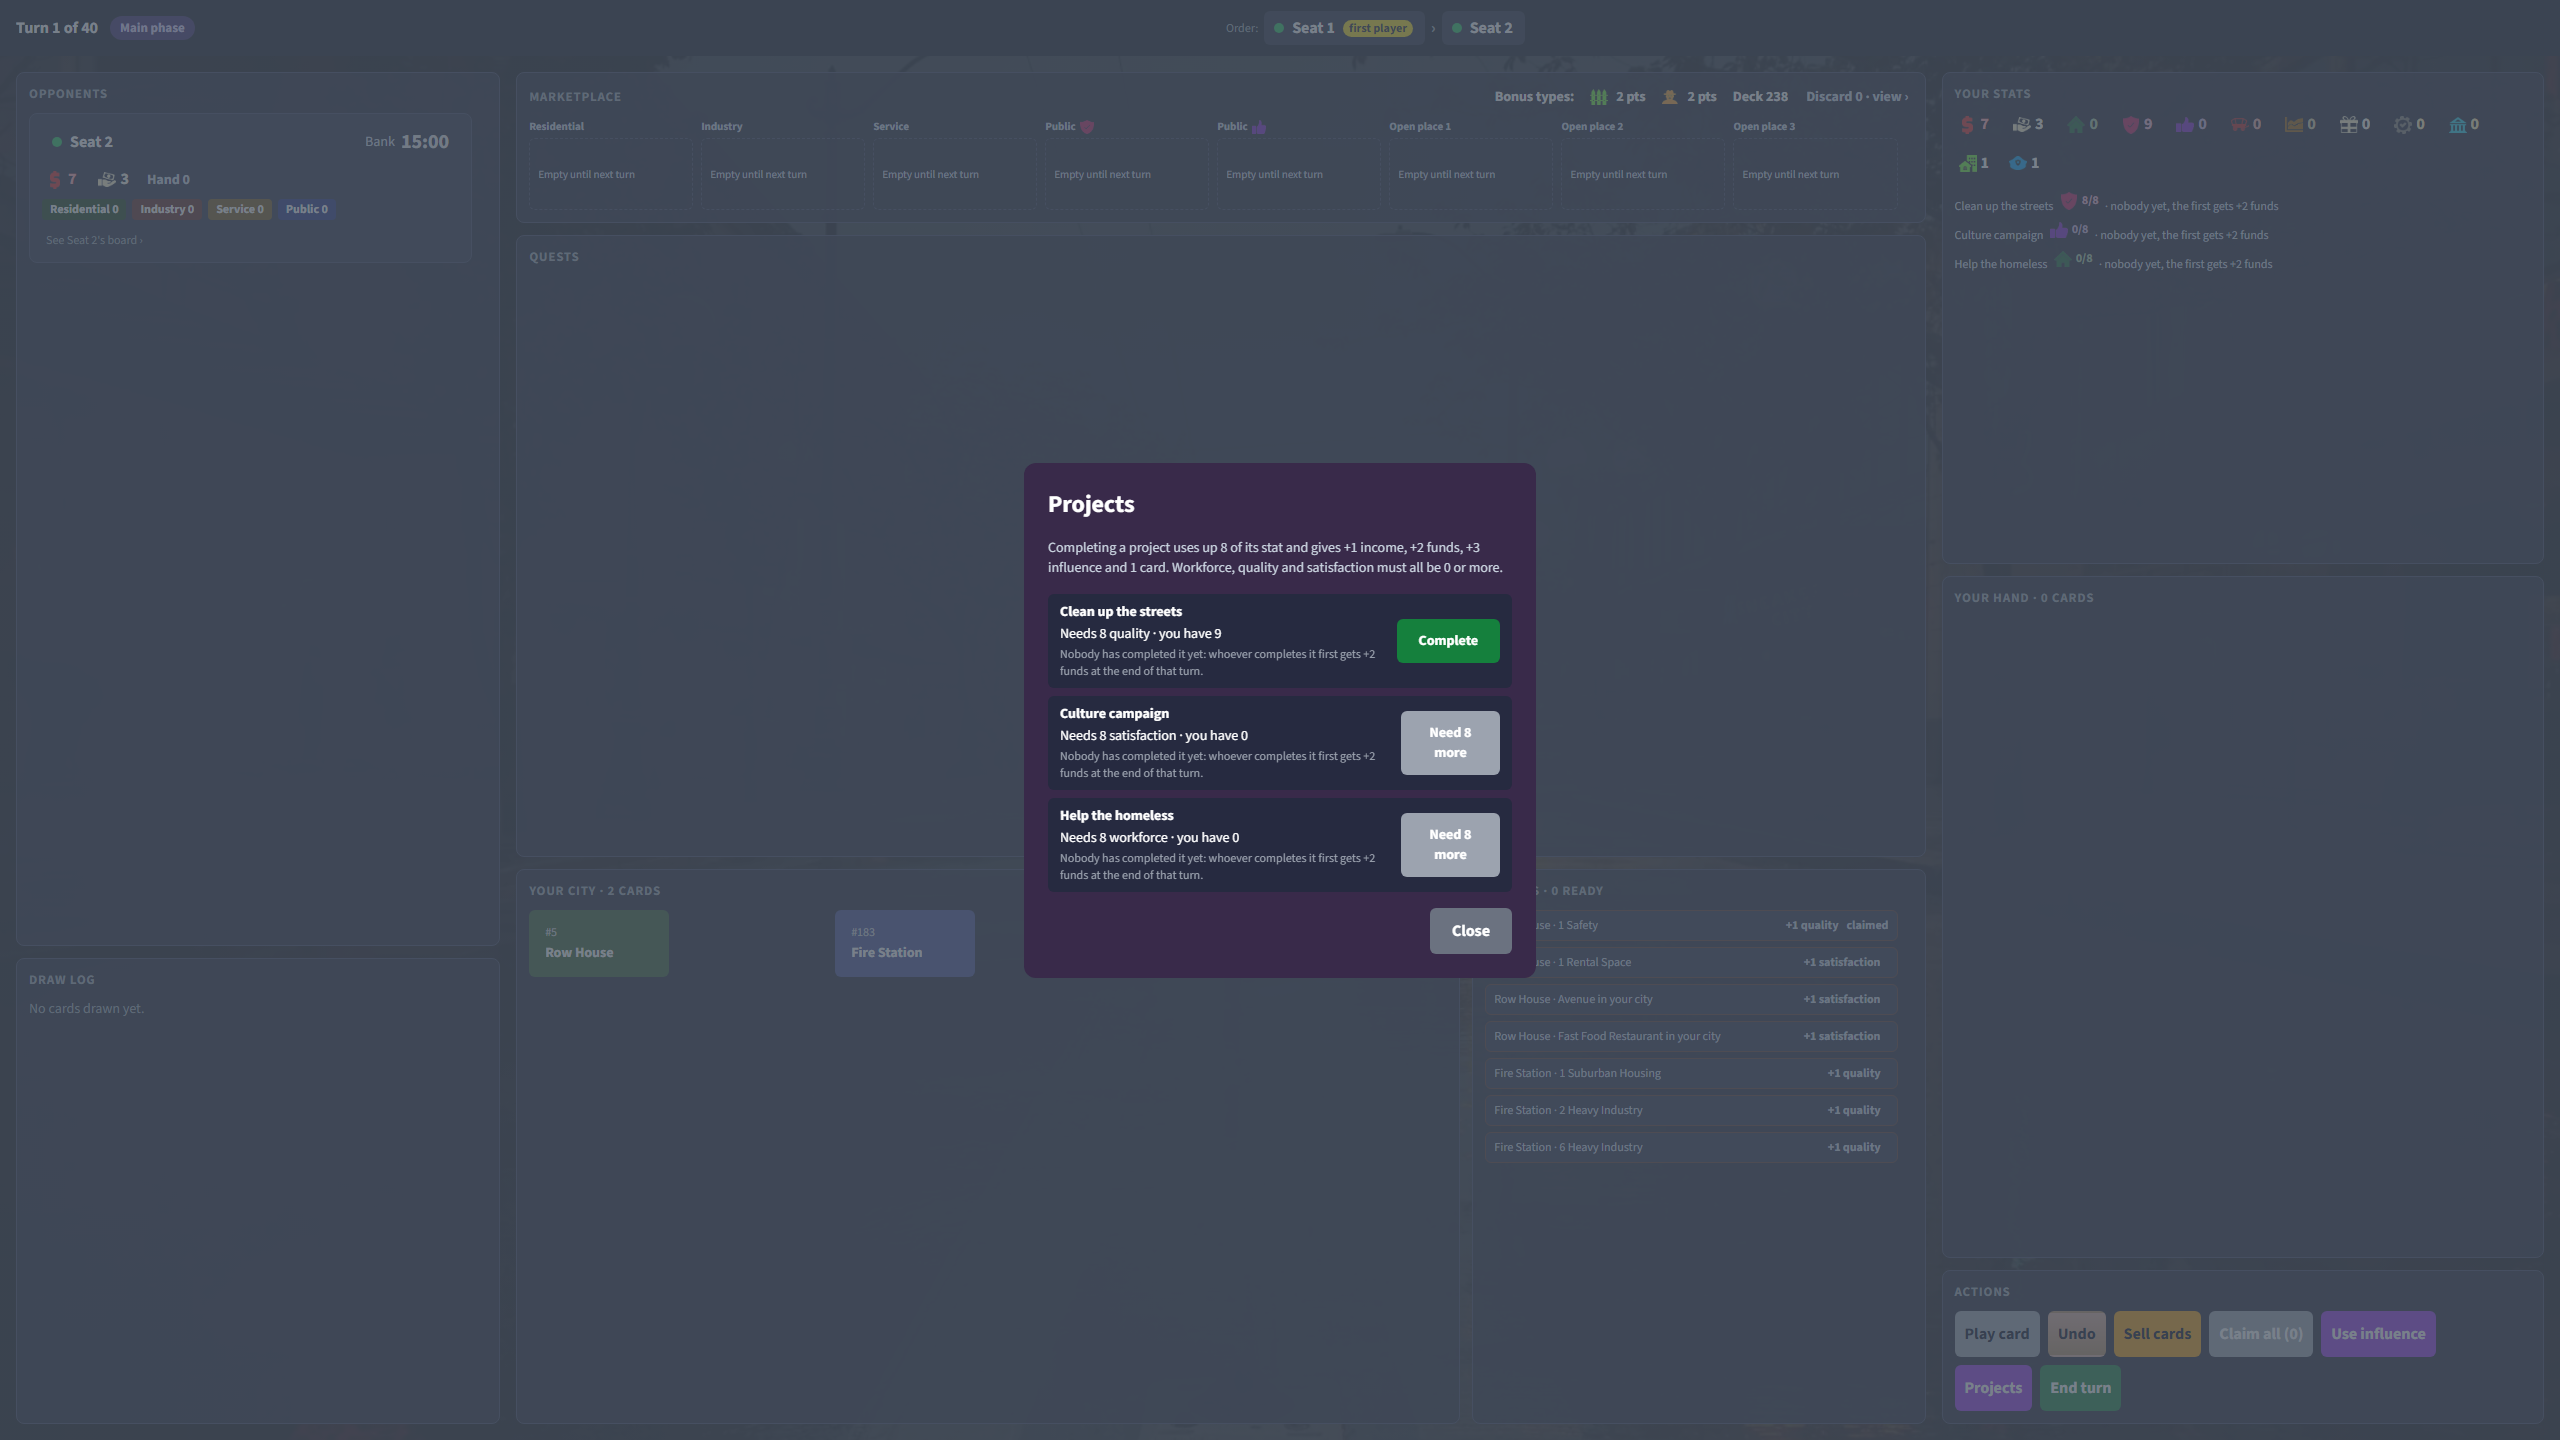 Turn 1 of 40 Main phase
Order: Seat 1 first player › Seat 2
OPPONENTS
Seat 2 Bank 15:00
7 3 Hand 0
Residential 0 Industry 0 Service 0 Public 0
See Seat 2's board ›
DRAW LOG
No cards drawn yet.
MARKETPLACE
Bonus types: 2 pts 2 pts Deck 238 Discard 0 · view ›
Residential Industry Service Public Public Open place 1 Open place 2 Open place 3
Empty until next turn Empty until next turn Empty until next turn Empty until next turn Empty until next turn Empty until next turn Empty until next turn Empty until next turn
QUESTS
Projects
Completing a project uses up 8 of its stat and gives +1 income, +2 funds, +3
influence and 1 card. Workforce, quality and satisfaction must all be 0 or more.
Clean up the streets
Needs 8 quality · you have 9
Nobody has completed it yet: whoever completes it first gets +2
funds at the end of that turn.
Complete
Culture campaign
Needs 8 satisfaction · you have 0
Nobody has completed it yet: whoever completes it first gets +2
funds at the end of that turn.
Need 8
more
Help the homeless
Needs 8 workforce · you have 0
Nobody has completed it yet: whoever completes it first gets +2
funds at the end of that turn.
Need 8
more
Close
YOUR CITY · 2 CARDS
#5
Row House
#183
Fire Station
· 0 READY
· 1 Safety +1 quality claimed
· 1 Rental Space +1 satisfaction
Row House · Avenue in your city +1 satisfaction
Row House · Fast Food Restaurant in your city +1 satisfaction
Fire Station · 1 Suburban Housing +1 quality
Fire Station · 2 Heavy Industry +1 quality
Fire Station · 6 Heavy Industry +1 quality
YOUR STATS
7 3 0 9 0 0 0 0 0 0
1 1
Clean up the streets 8/8 · nobody yet, the first gets +2 funds
Culture campaign 0/8 · nobody yet, the first gets +2 funds
Help the homeless 0/8 · nobody yet, the first gets +2 funds
YOUR HAND · 0 CARDS
ACTIONS
Play card Undo Sell cards Claim all (0) Use influence
Projects End turn